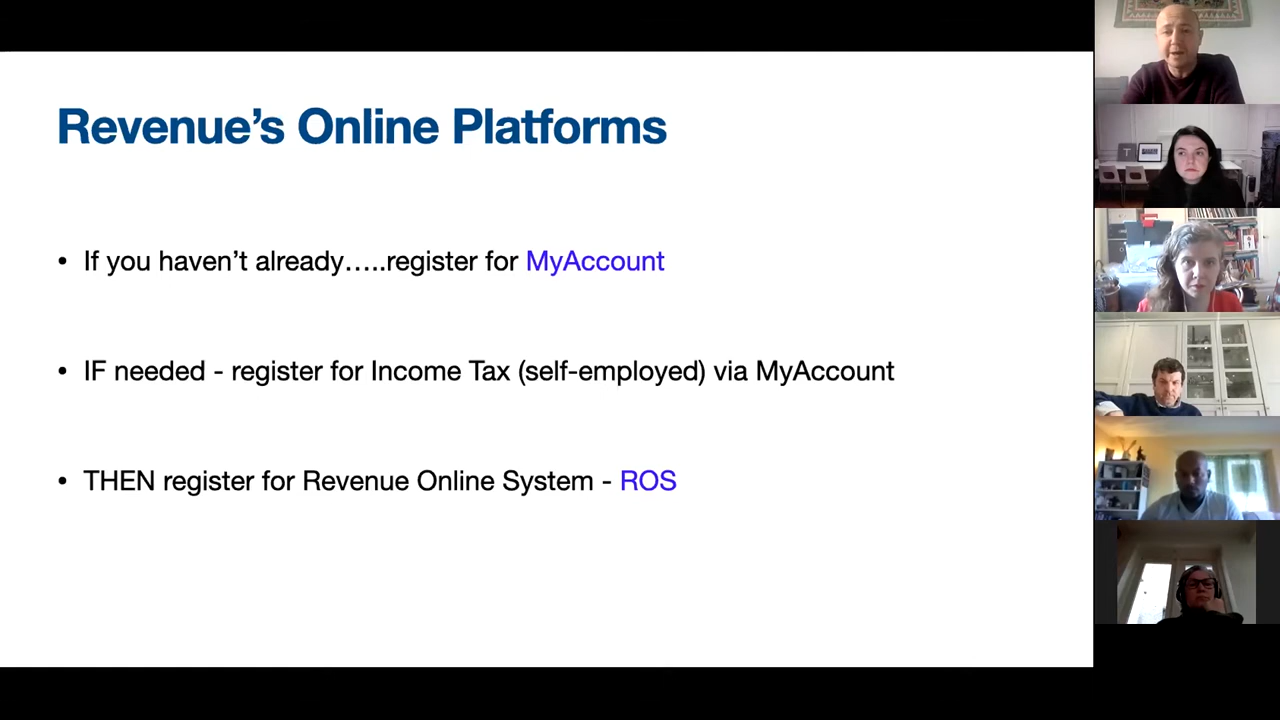 Revenue’s Online Platforms
• If you haven’t already…..register for MyAccount
• IF needed - register for Income Tax (self-employed) via MyAccount
• THEN register for Revenue Online System - ROS